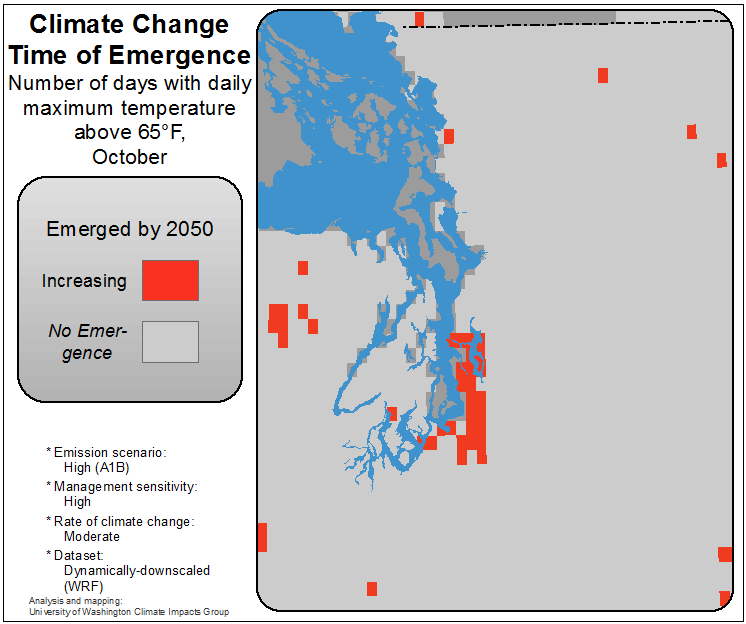 Climate Change
Time of Emergence
Number of days with daily
maximum temperature
above 65°F,
October
Emerged by 2050
Increasing
No Emer-
gence
* Emission scenario:
High (A1B)
* Management sensitivity:
High
* Rate of climate change:
Moderate
* Dataset:
Dynamically-downscaled
(WRF)
Analysis and mapping:
University of Washington Climate Impacts Group